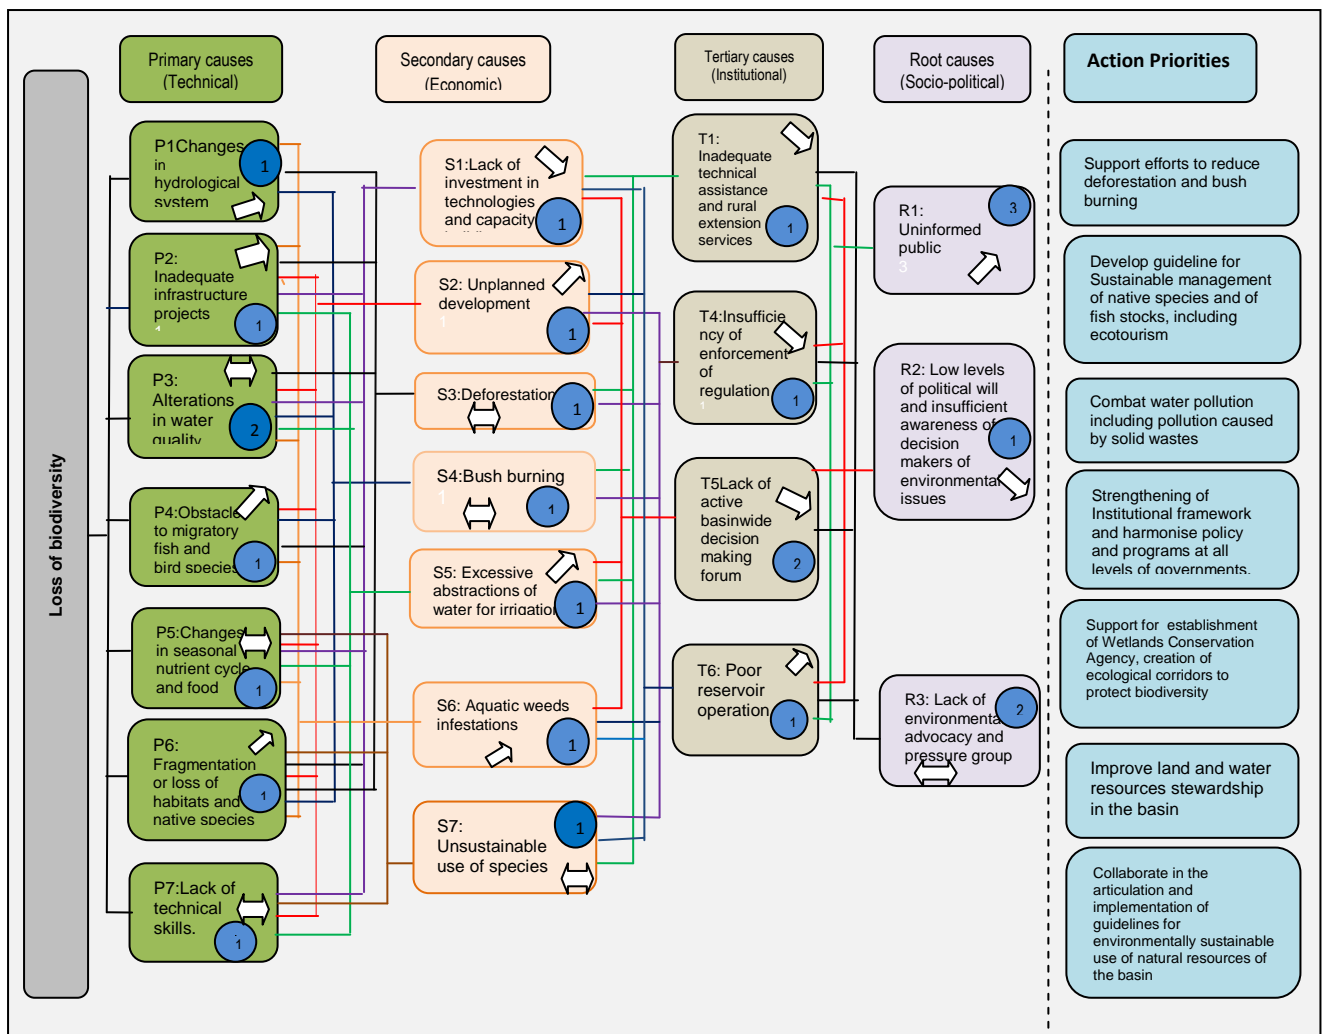 Primary causes
(Technical)
Secondary causes
(Economic)
Tertiary causes
(Institutional)
Root causes
(Socio-political)
Action Priorities
Loss of biodiversity
P1Changes
in
hydrological
system
1
P2:
Inadequate
infrastructure
projects
1
P3:
Alterations
in water
quality
2
P4:Obstacle
to migratory
fish and
bird species
1
P5:Changes
in seasonal
nutrient cycle
and food
1
P6:
Fragmentation
or loss of
habitats and
native species
1
P7:Lack of
technical
skills.
1
S1:Lack of
investment in
technologies
and capacity
1
S2: Unplanned
development
1
1
S3:Deforestation
1
S4:Bush burning
1
1
S5: Excessive
abstractions of
water for irrigation
1
S6: Aquatic weeds
infestations
1
S7:
Unsustainable
use of species
1
T1:
Inadequate
technical
assistance
and rural
extension
services
1
T4:Insufficie
ncy of
enforcement
of
regulation
1
1
T5Lack of
active
basinwide
decision
making
forum
2
T6: Poor
reservoir
operation
1
R1:
Uninformed
public
3
3
R2: Low levels
of political will
and insufficient
awareness of
decision
makers of
environmental
issues
1
R3: Lack of
environmenta
advocacy and
pressure group
2
Support efforts to reduce
deforestation and bush
burning
Develop guideline for
Sustainable management
of native species and of
fish stocks, including
ecotourism
Combat water pollution
including pollution caused
by solid wastes
Strengthening of
Institutional framework
and harmonise policy
and programs at all
levels of governments.
Support for establishment
of Wetlands Conservation
Agency, creation of
ecological corridors to
protect biodiversity
Improve land and water
resources stewardship
in the basin
Collaborate in the
articulation and
implementation of
guidelines for
environmentally sustainable
use of natural resources of
the basin